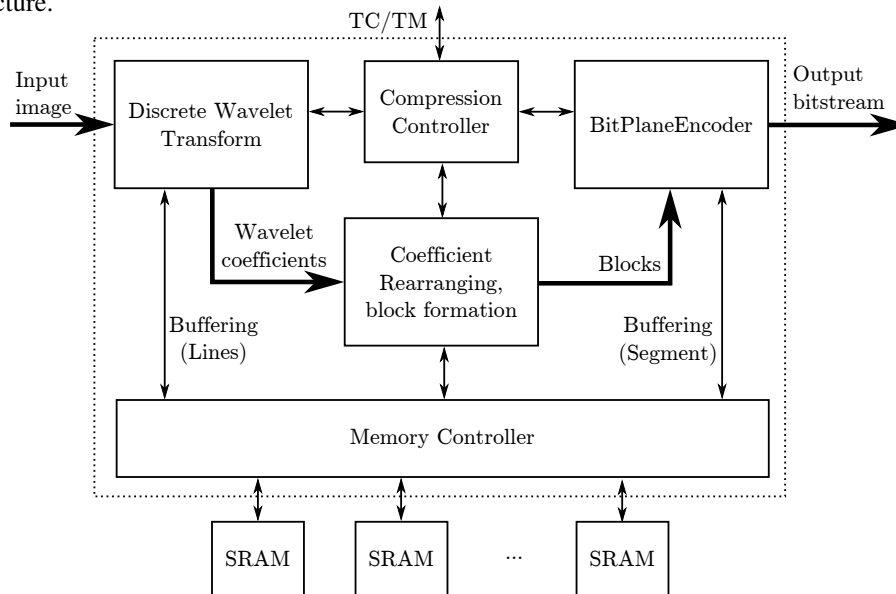 cture.
TC/TM
Input
image
Discrete Wavelet
Transform
Compression
Controller
BitPlaneEncoder
Output
bitstream
Wavelet
coefficients
Coefficient
Rearranging,
block formation
Blocks
Buffering
(Lines)
Buffering
(Segment)
Memory Controller
SRAM
SRAM
...
SRAM